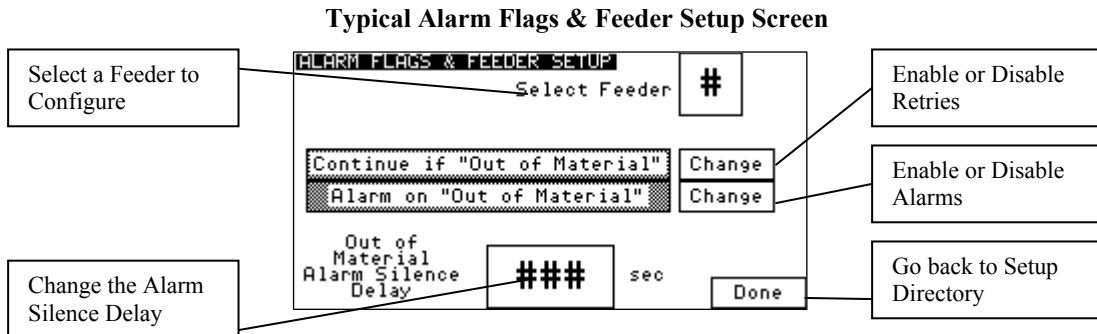 Typical Alarm Flags & Feeder Setup Screen
Select a Feeder to
Configure
ALARM FLAGS & FEEDER SETUP
Select Feeder
#
Enable or Disable
Retries
Continue if "Out of Material"
Change
Alarm on "Out of Material"
Change
Enable or Disable
Alarms
Out of
Material
Alarm Silence
Delay
###
sec
Done
Change the Alarm
Silence Delay
Go back to Setup
Directory